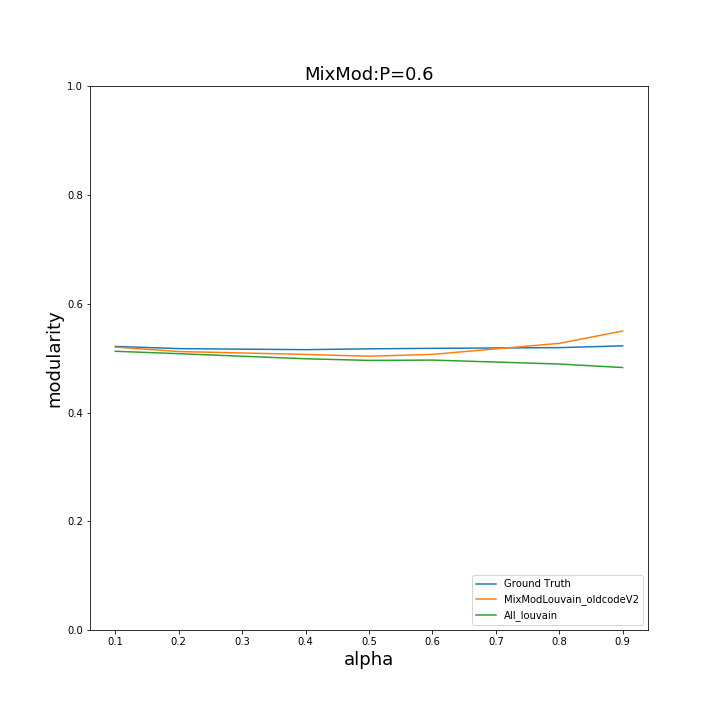 MixMod:P=0.6
1.0
0.8
0.6
0.4
0.2
0.0
modularity
0.1 0.2 0.3 0.4 0.5 0.6 0.7 0.8 0.9
alpha
Ground Truth
MixModLouvain_oldcodeV2
All_louvain